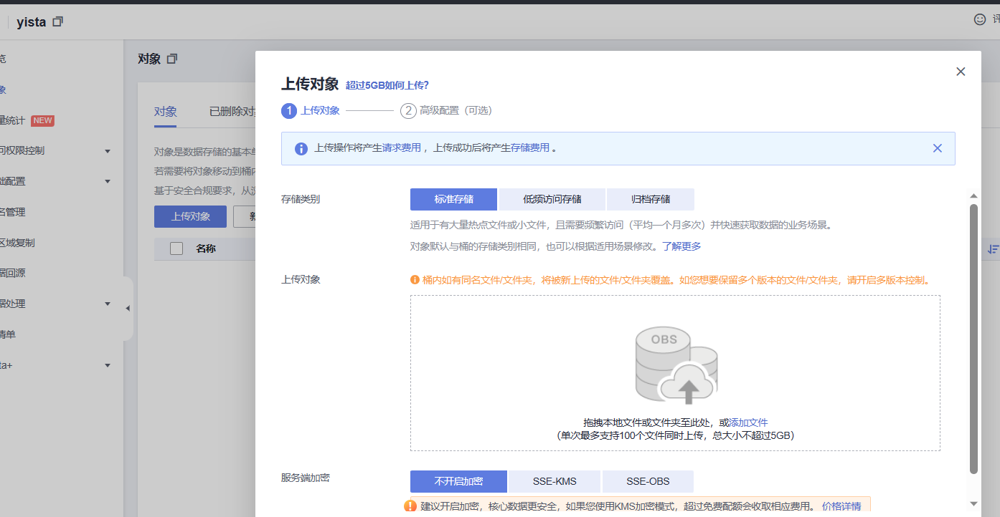 yista
评
对象
览
象
量统计 NEW
问权限控制
础配置
名管理
区域复制
据回源
据处理
清单
ta+
对象 已删除对
对象是数据存储的基本单
若需要将对象移动到桶内
基于安全合规要求，从
上传对象 新
名称
上传对象 超过5GB如何上传?
1 上传对象 2 高级配置（可选）
上传操作将产生请求费用 ，上传成功后将产生存储费用 。
存储类别 标准存储 低频访问存储 归档存储
适用于有大量热点文件或小文件，且需要频繁访问（平均一个月多次）并快速获取数据的业务场景。
对象默认与桶的存储类别相同，也可以根据适用场景修改。了解更多
上传对象 桶内如有同名文件/文件夹，将被新上传的文件/文件夹覆盖。如您想要保留多个版本的文件/文件夹，请开启多版本控制。
OBS
拖拽本地文件或文件夹至此处，或添加文件
（单次最多支持100个文件同时上传，总大小不超过5GB）
服务端加密 不开启加密 SSE-KMS SSE-OBS
建议开启加密，核心数据更安全，如果您使用KMS加密模式，超过免费配额会收取相应费用。 价格详情